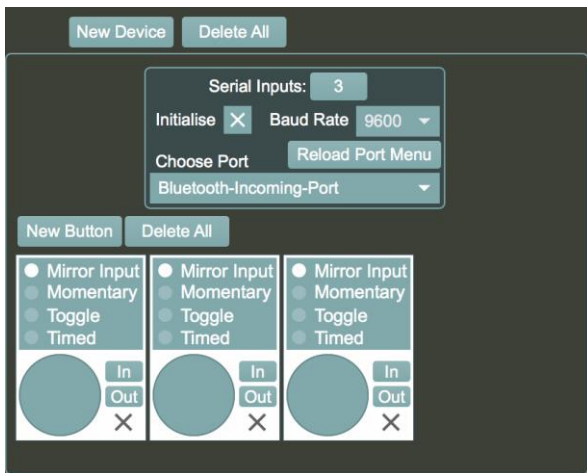 New Device Delete All
Serial Inputs: 3
Initialise Baud Rate 9600
Choose Port Reload Port Menu
Bluetooth-Incoming-Port
New Button Delete All
Mirror Input Mirror Input Mirror Input
Momentary Momentary Momentary
Toggle Toggle Toggle
Timed Timed Timed
In In In
Out Out Out